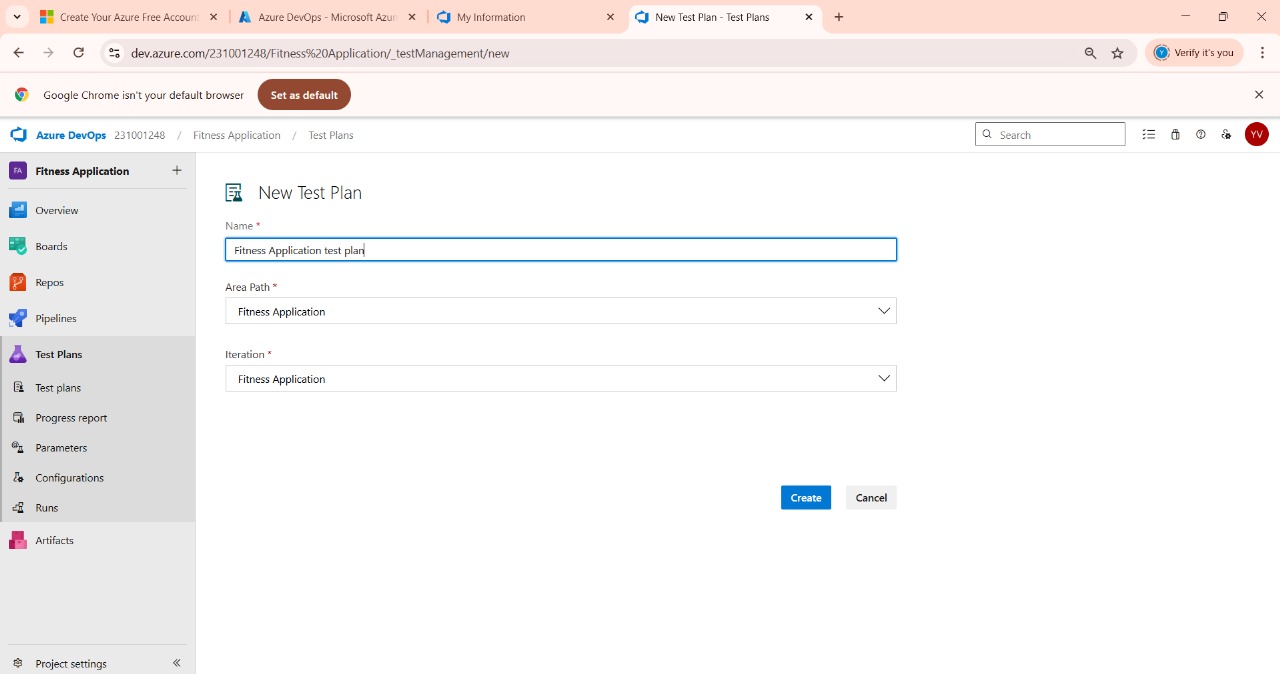 Create Your Azure Free Account
Azure DevOps - Microsoft Azur
My Information
New Test Plan - Test Plans
dev.azure.com/231001248/Fitness%20Application/_testManagement/new
Verify it's you
Google Chrome isn't your default browser
Set as default
Azure DevOps 231001248 / Fitness Application / Test Plans
Search
YV
FA Fitness Application
Overview
Boards
Repos
Pipelines
Test Plans
Test plans
Progress report
Parameters
Configurations
Runs
Artifacts
Project settings
New Test Plan
Name *
Fitness Application test plan
Area Path *
Fitness Application
Iteration *
Fitness Application
Create
Cancel